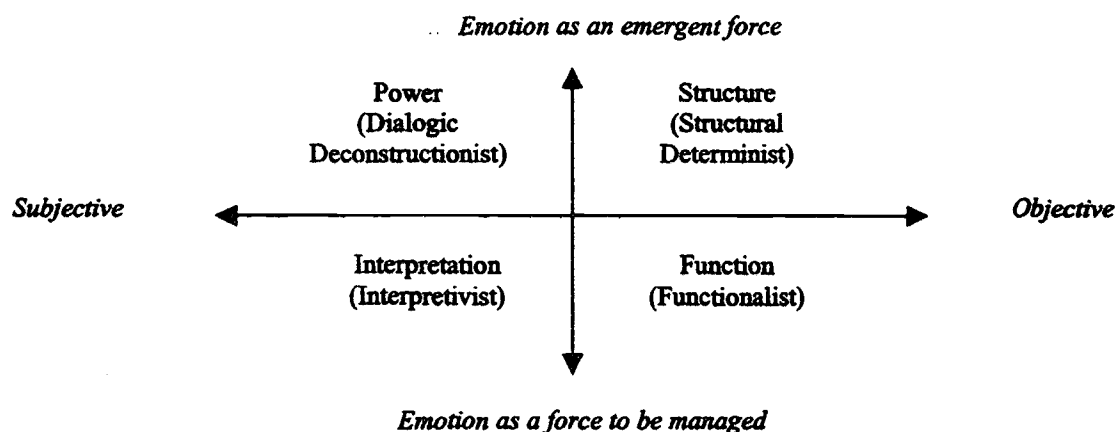 Emotion as an emergent force
Power
(Dialogic
Deconstructionist)
Structure
(Structural
Determinist)
Subjective
Objective
Interpretation
(Interpretivist)
Function
(Functionalist)
Emotion as a force to be managed